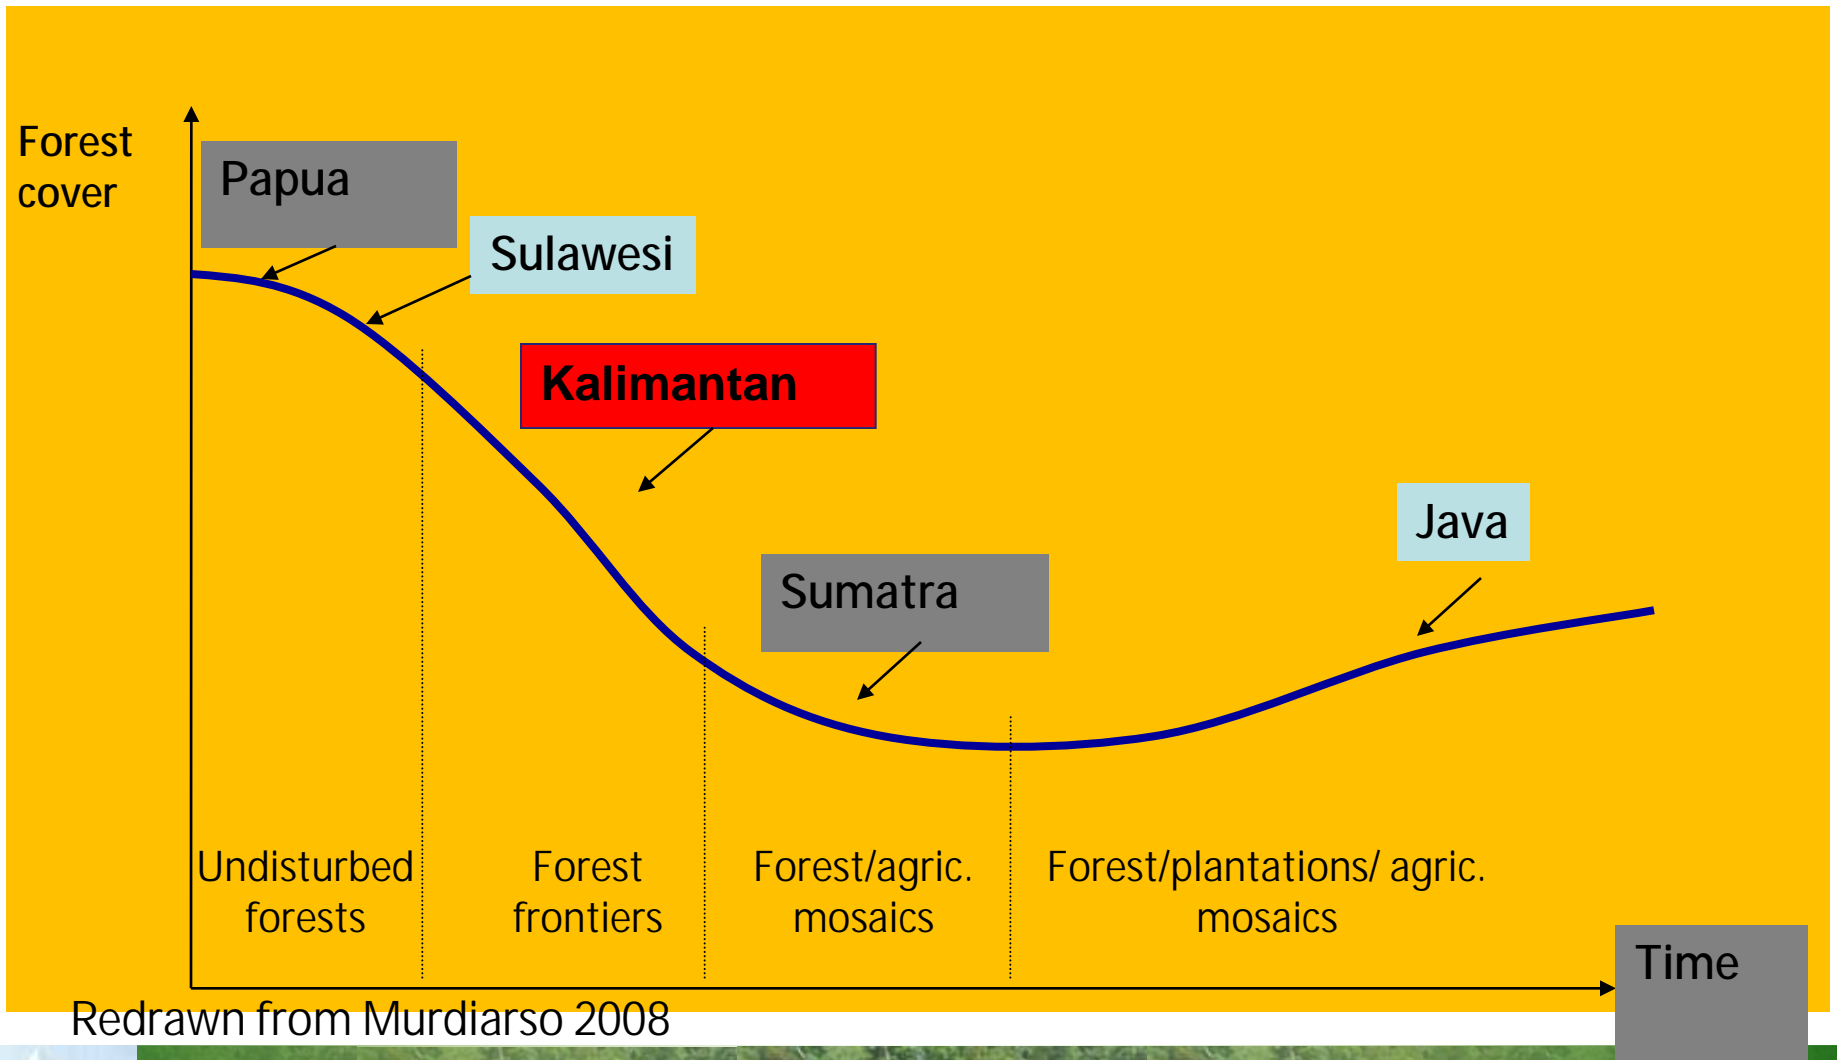 Forest
cover
Papua
Sulawesi
Kalimantan
Java
Sumatra
Undisturbed
forests
Forest
frontiers
Forest/agric.
mosaics
Forest/plantations/ agric.
mosaics
Time
Redrawn from Murdiarso 2008